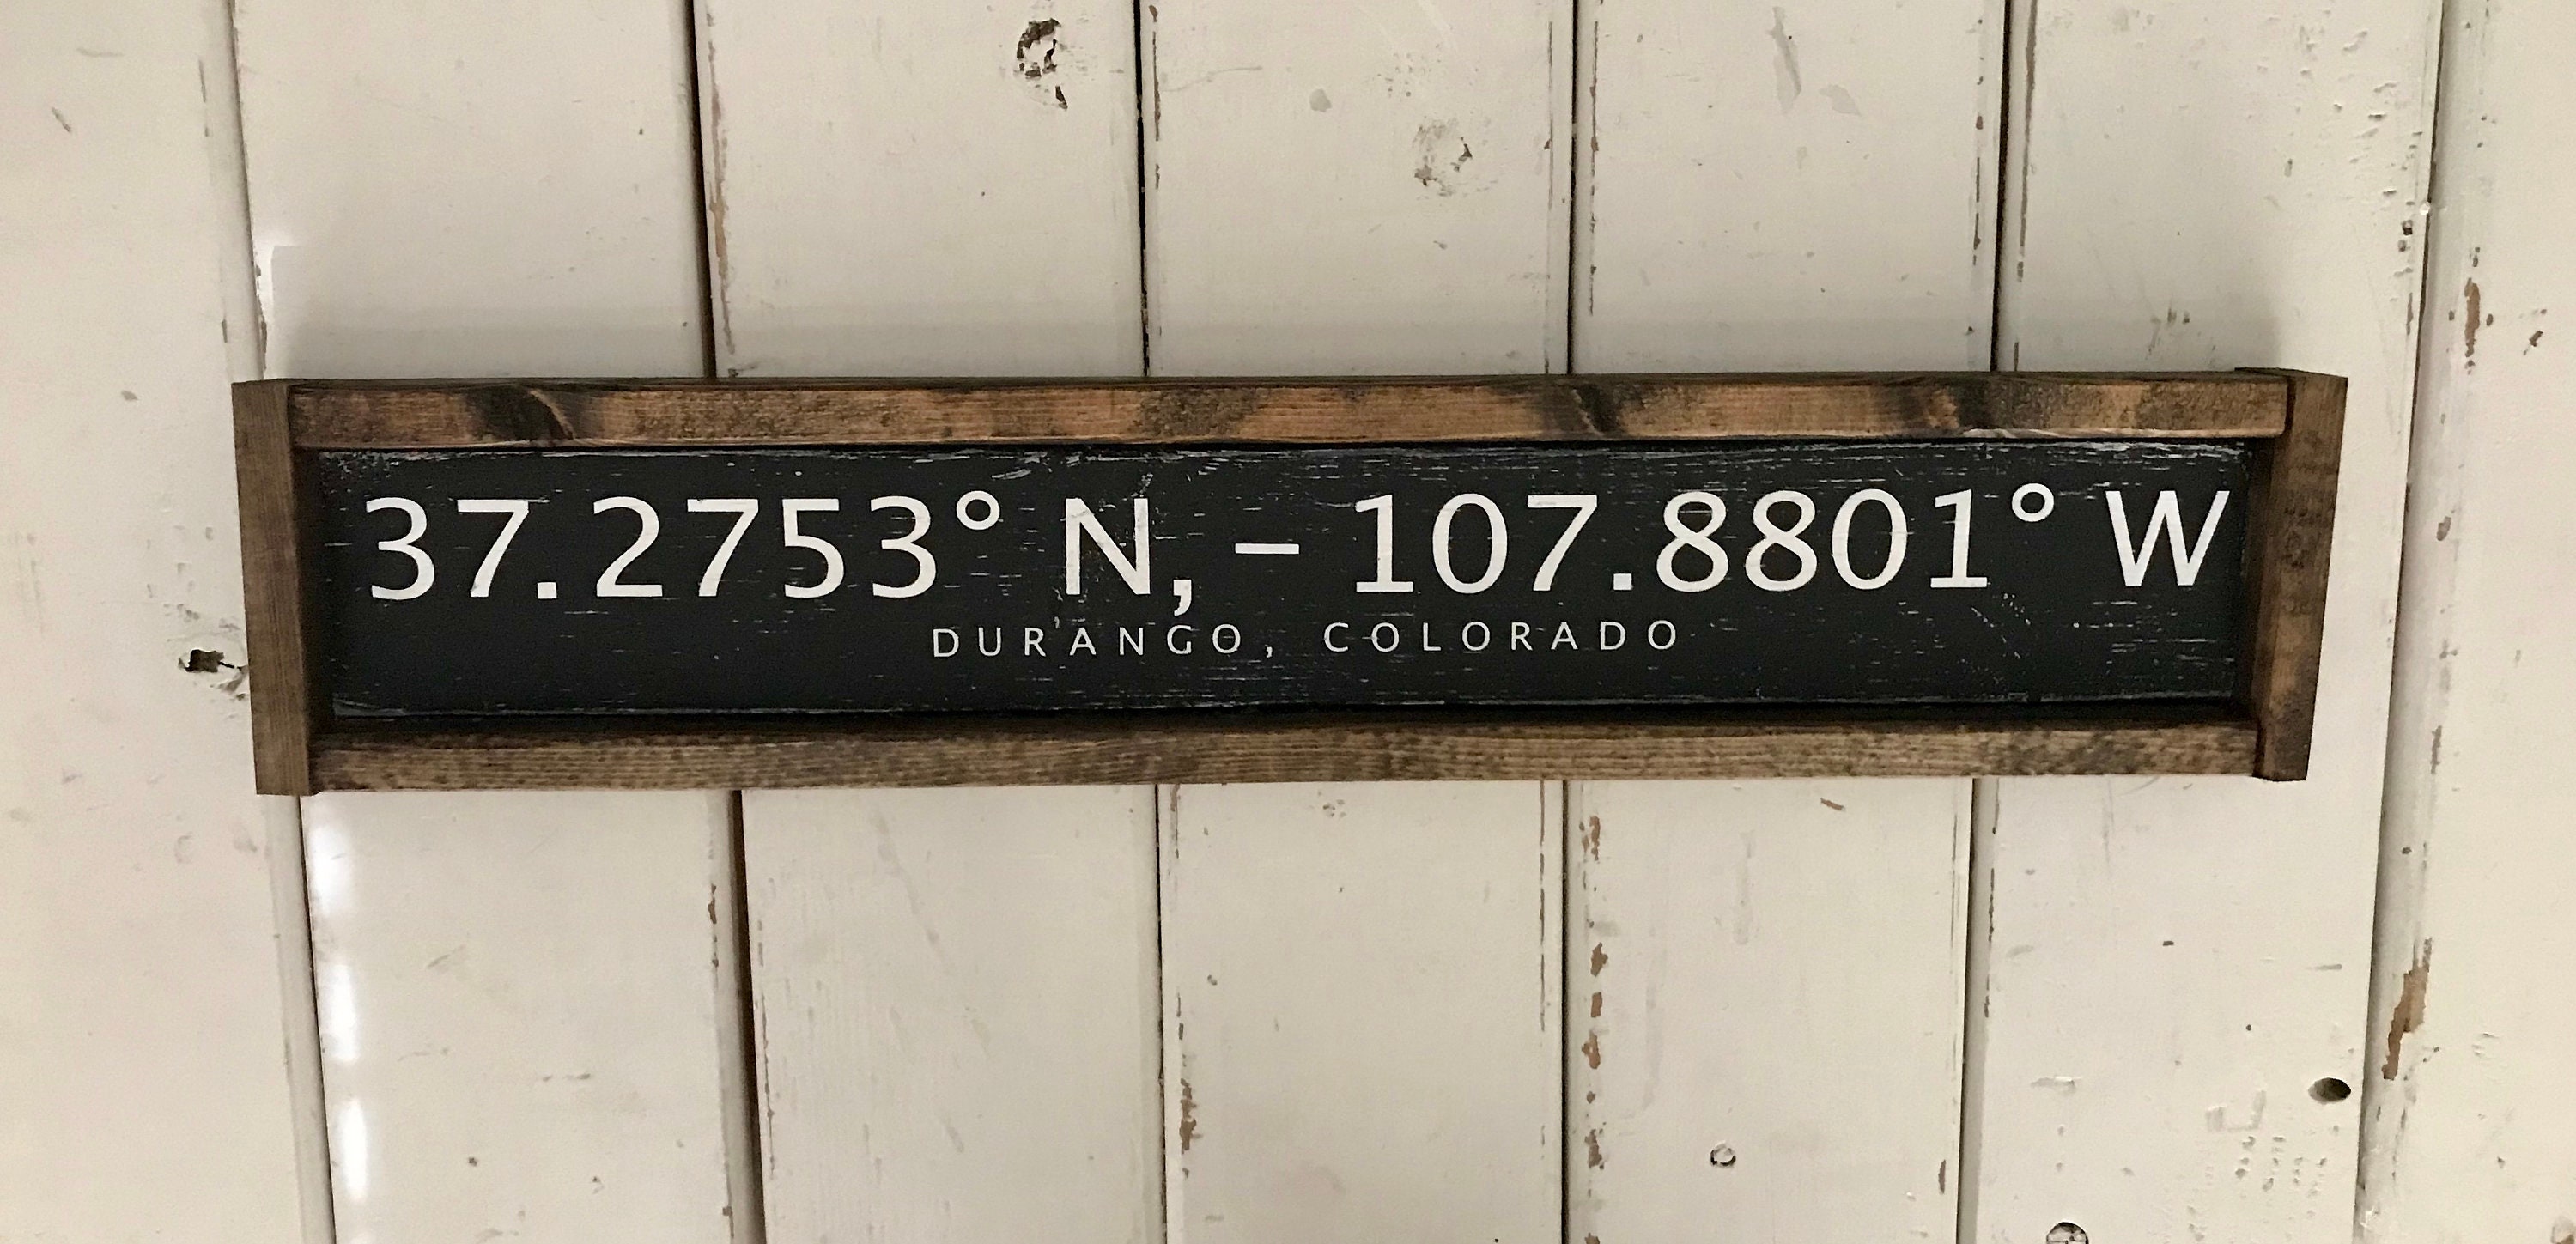 37.2753° N, – 107.8801° W
DURANGO, COLORADO